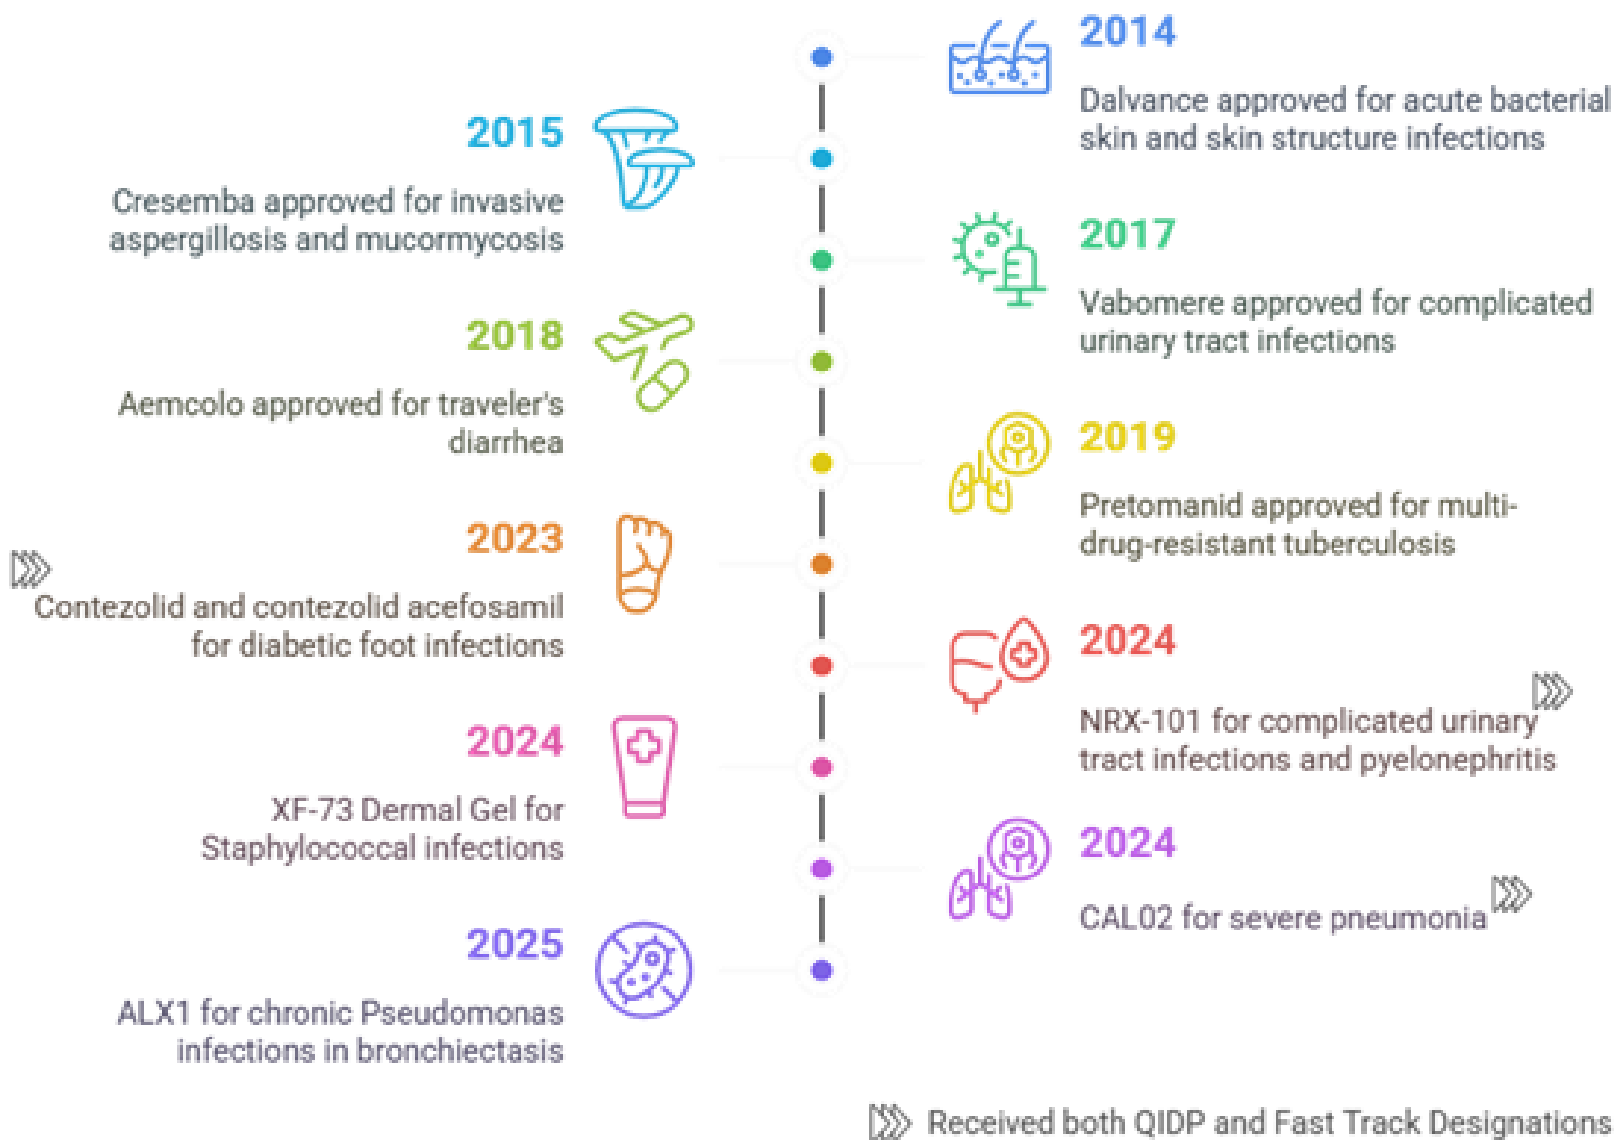 2014
Dalvance approved for acute bacterial
skin and skin structure infections
2015
Cresemba approved for invasive
aspergillosis and mucormycosis
2017
Vabomere approved for complicated
urinary tract infections
2018
Aemcolo approved for traveler's
diarrhea
2019
Pretomanid approved for multi-
drug-resistant tuberculosis
2023
Contezolid and contezolid acefosamil
for diabetic foot infections
2024
NRX-101 for complicated urinary
tract infections and pyelonephritis
2024
XF-73 Dermal Gel for
Staphylococcal infections
2024
CAL02 for severe pneumonia
2025
ALX1 for chronic Pseudomonas
infections in bronchiectasis
Received both QIDP and Fast Track Designations